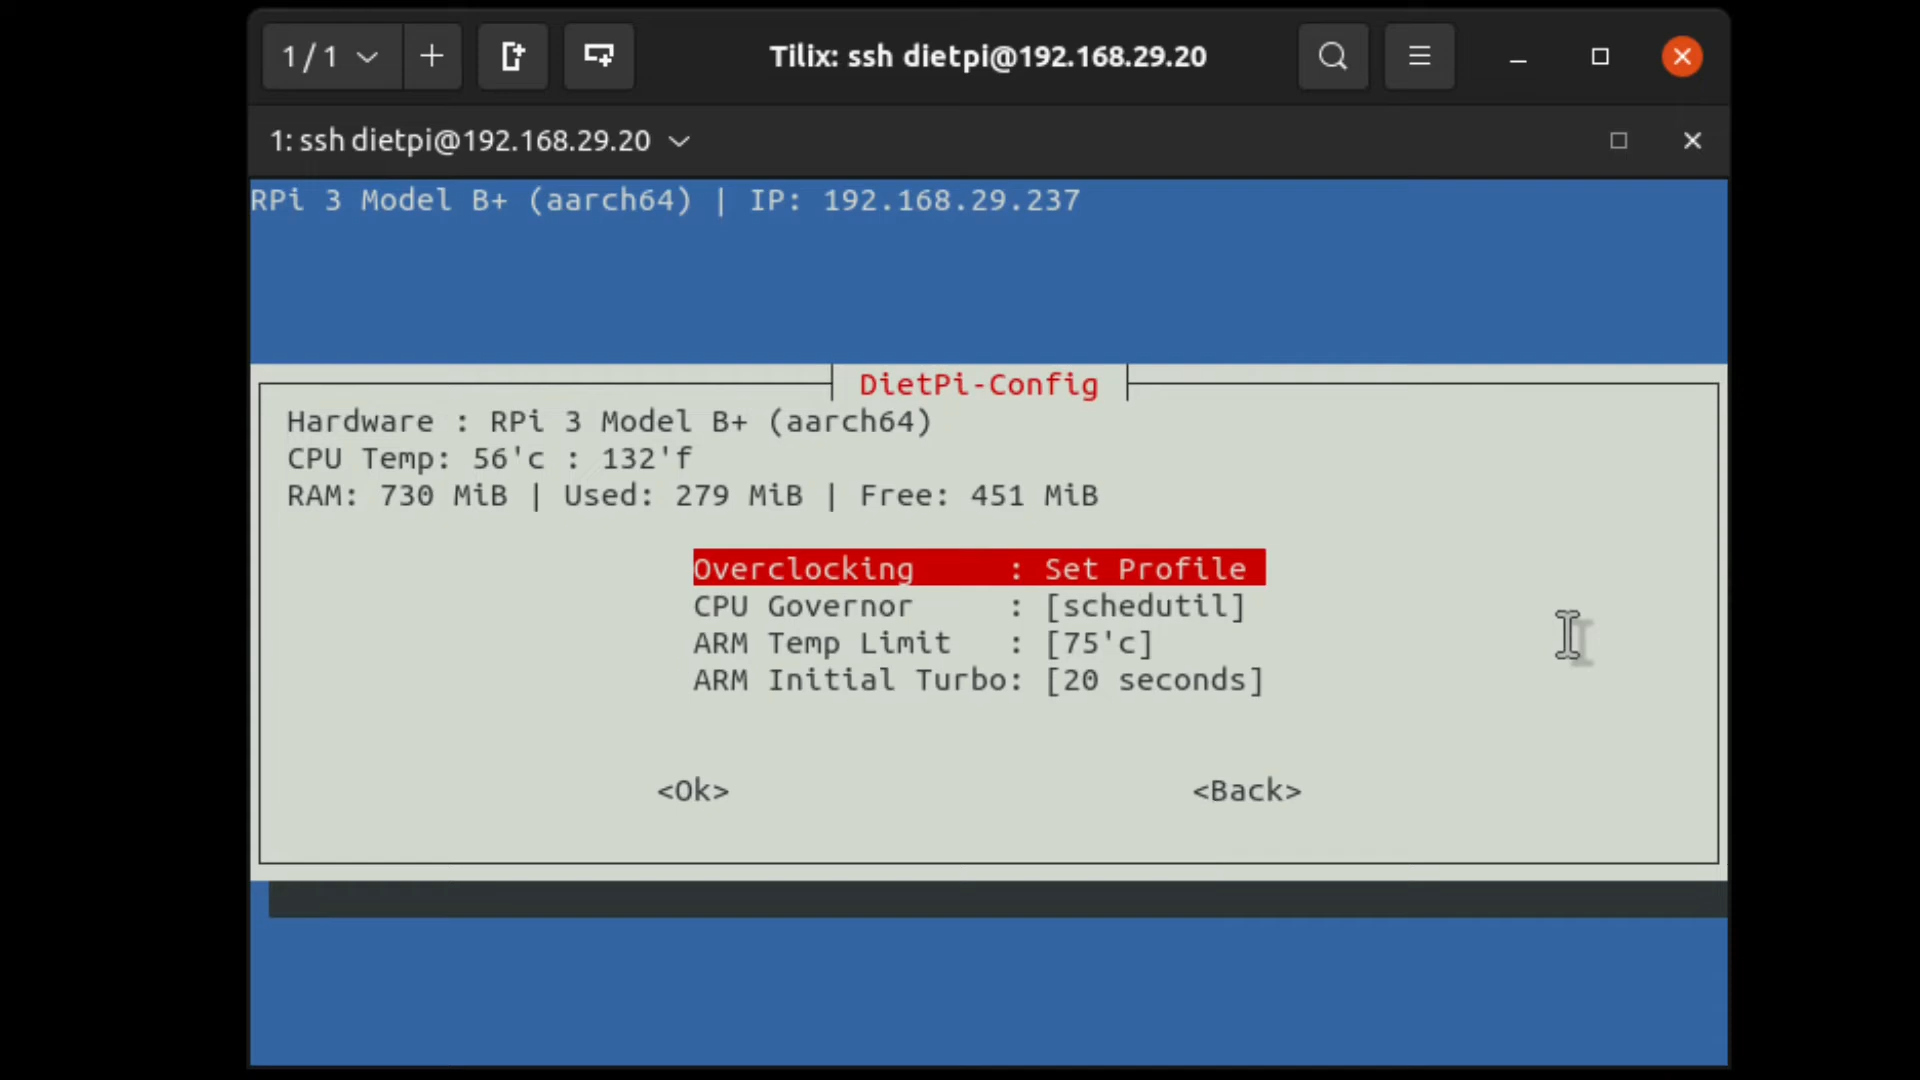 1 / 1
Tilix: ssh dietpi@192.168.29.20
1: ssh dietpi@192.168.29.20
RPi 3 Model B+ (aarch64) | IP: 192.168.29.237
DietPi-Config
Hardware : RPi 3 Model B+ (aarch64)
CPU Temp: 56'c : 132'f
RAM: 730 MiB | Used: 279 MiB | Free: 451 MiB
Overclocking : Set Profile
CPU Governor : [schedutil]
ARM Temp Limit : [75'c]
ARM Initial Turbo: [20 seconds]
<Ok> <Back>